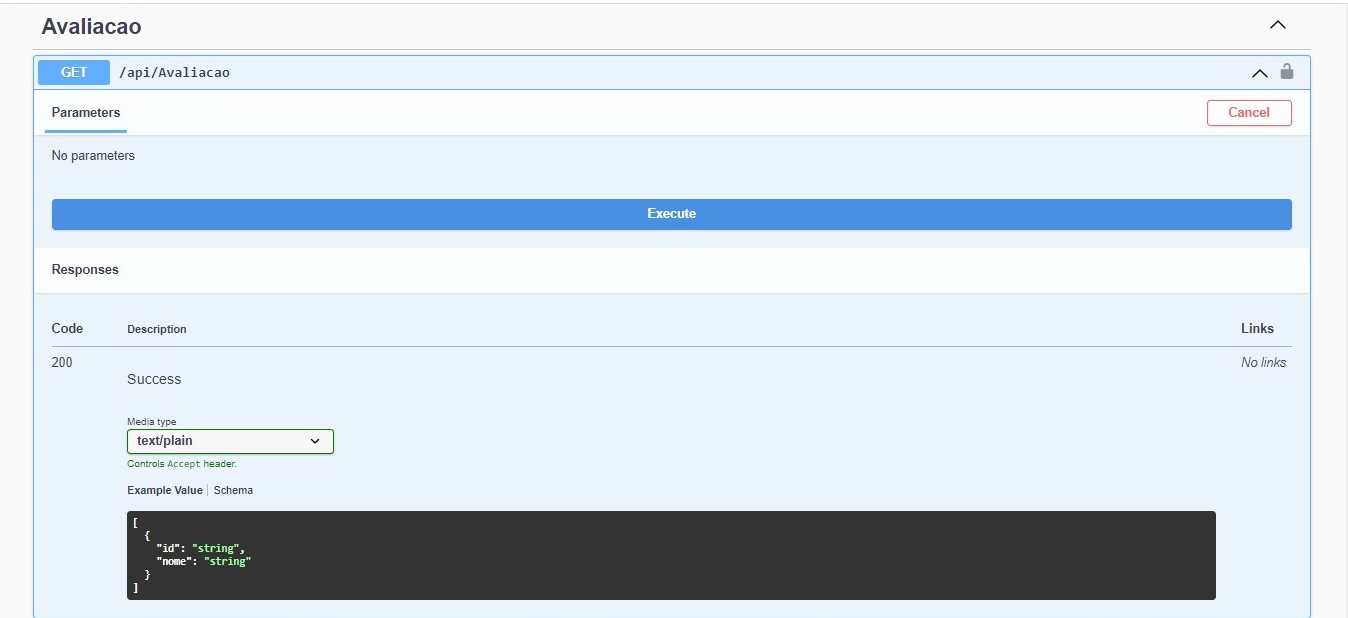 Avaliacao
GET /api/Avaliacao
Parameters Cancel
No parameters
Execute
Responses
Code Description Links
200 No links
Success
Media type
text/plain
Controls Accept header.
Example Value Schema
[
{
"id": "string",
"nome": "string"
}
]